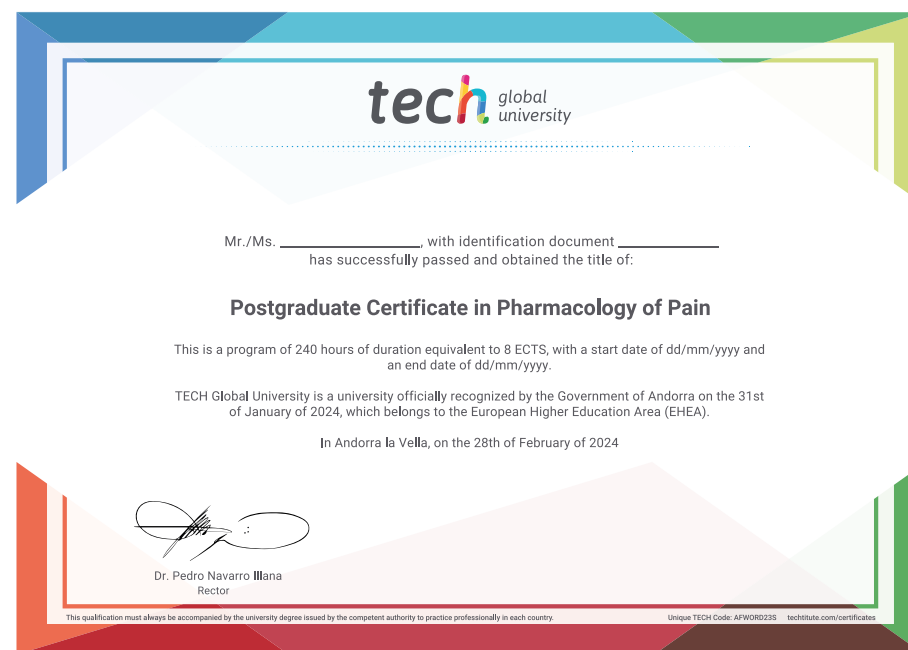 tech global university
Mr./Ms. ____________, with identification document ____________
has successfully passed and obtained the title of:
Postgraduate Certificate in Pharmacology of Pain
This is a program of 240 hours of duration equivalent to 8 ECTS, with a start date of dd/mm/yyyy and
an end date of dd/mm/yyyy.
TECH Global University is a university officially recognized by the Government of Andorra on the 31st
of January of 2024, which belongs to the European Higher Education Area (EHEA).
In Andorra la Vella, on the 28th of February of 2024
Dr. Pedro Navarro Illana
Rector
This qualification must always be accompanied by the university degree issued by the competent authority to practice professionally in each country. Unique TECH Code: AFWORD23S techtitute.com/certificates